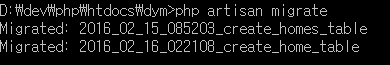 D:₩dev₩php₩htdocs₩dym>php artisan migrate
Migrated: 2016_02_15_085203_create_homes_table
Migrated: 2016_02_16_022108_create_home_table